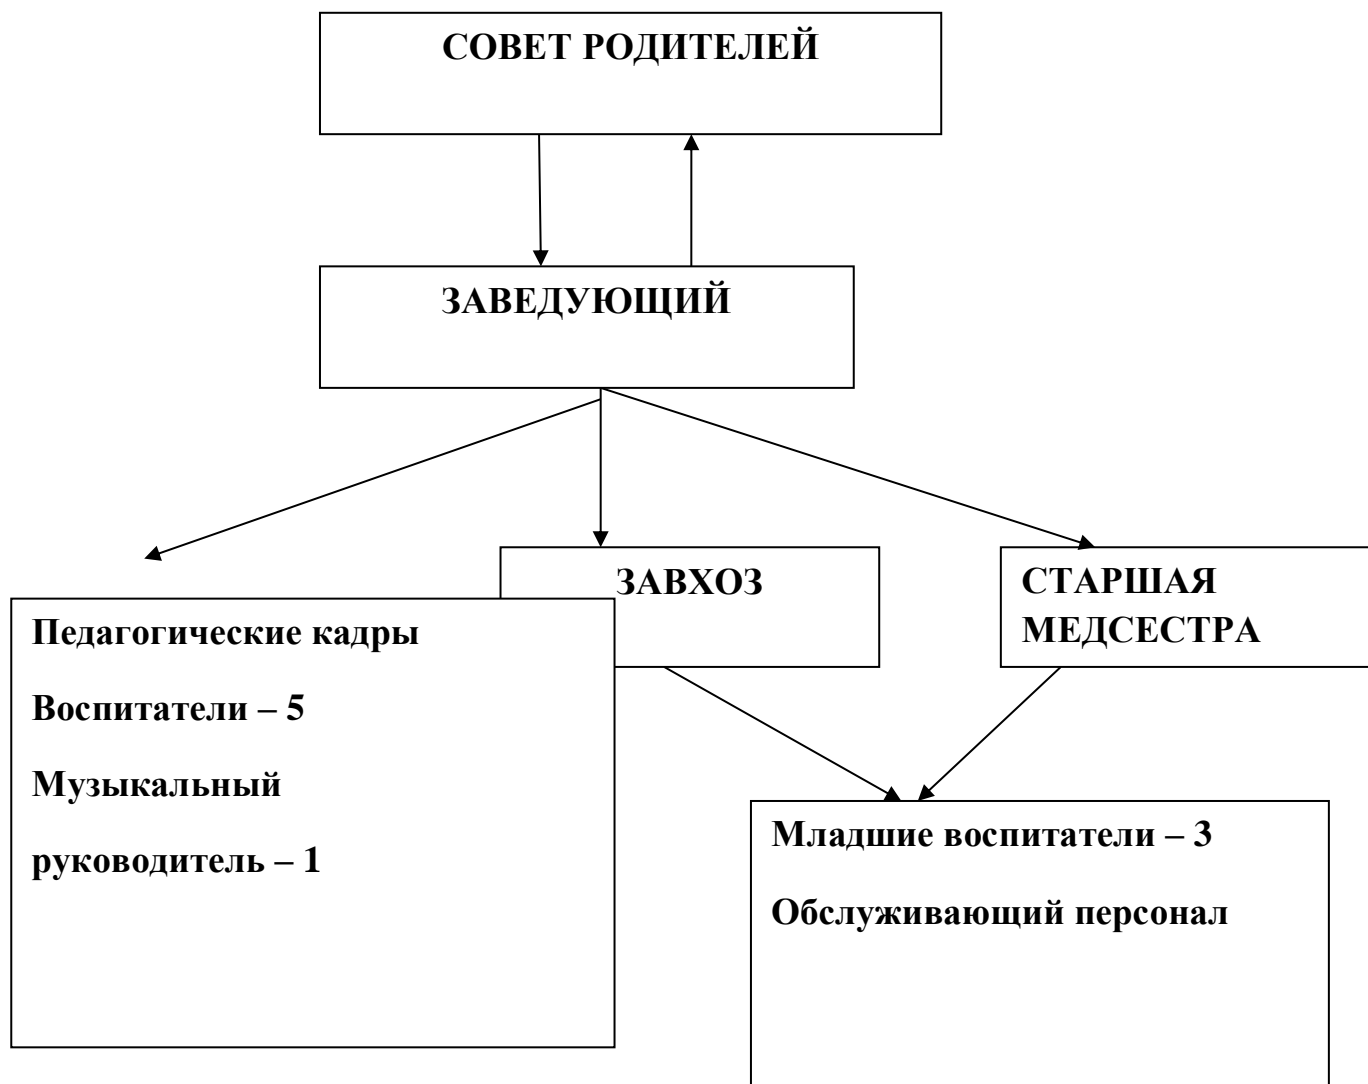 СОВЕТ РОДИТЕЛЕЙ
ЗАВЕДУЮЩИЙ
ЗАВХОЗ
СТАРШАЯ
МЕДСЕСТРА
Педагогические кадры
Воспитатели – 5
Музыкальный
руководитель – 1
Младшие воспитатели – 3
Обслуживающий персонал